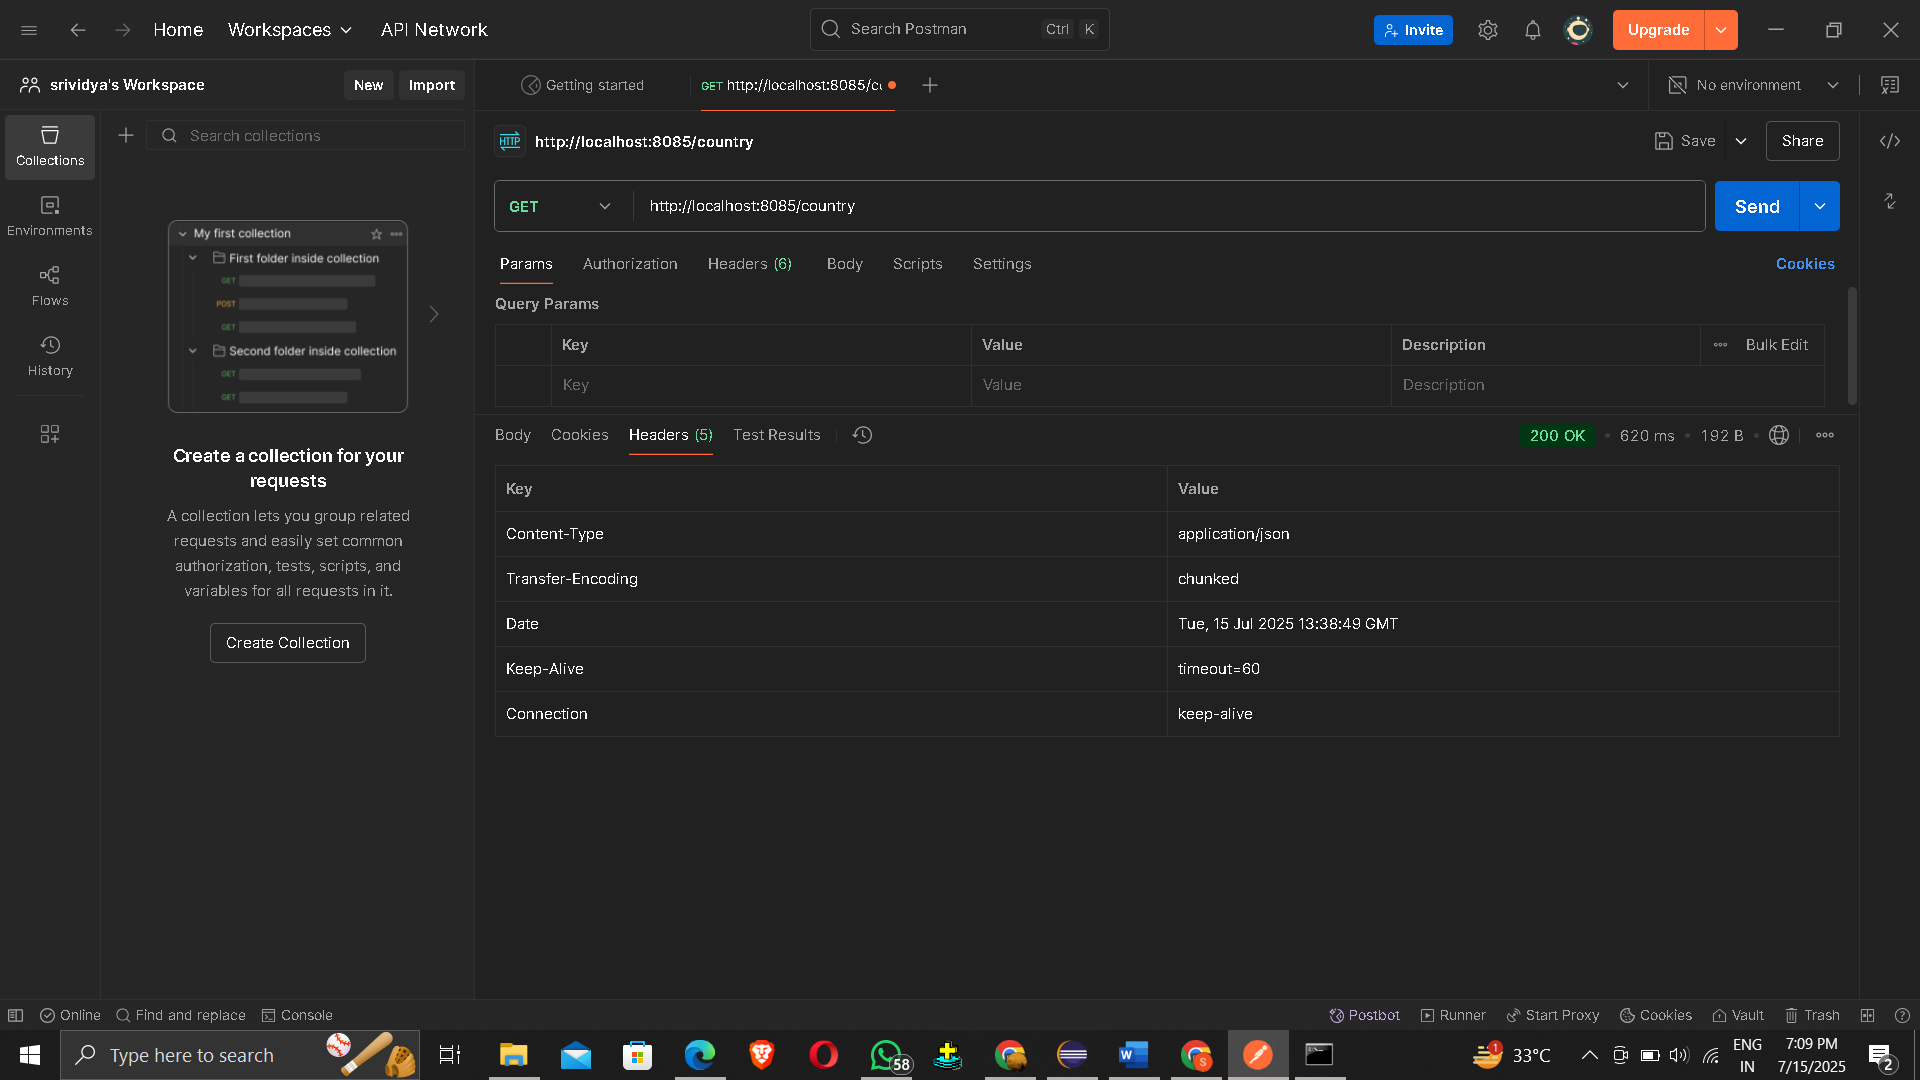 Home Workspaces API Network Search Postman Ctrl K Invite Upgrade
srividya's Workspace New Import Getting started GET http://localhost:8085/cu No environment
Search collections
Collections
Environments
Flows
History
My first collection
First folder inside collection
GET
POST
GET
Second folder inside collection
GET
GET
Create a collection for your
requests
A collection lets you group related
requests and easily set common
authorization, tests, scripts, and
variables for all requests in it.
Create Collection
HTTP http://localhost:8085/country Save Share
GET http://localhost:8085/country Send
Params Authorization Headers (6) Body Scripts Settings Cookies
Query Params
Key Value Description Bulk Edit
Key Value Description
Body Cookies Headers (5) Test Results 200 OK 620 ms 192 B
Key Value
Content-Type application/json
Transfer-Encoding chunked
Date Tue, 15 Jul 2025 13:38:49 GMT
Keep-Alive timeout=60
Connection keep-alive
Online Find and replace Console Postbot Runner Start Proxy Cookies Vault Trash
Type here to search 58 1 33°C ENG IN 7:09 PM 7/15/2025 2